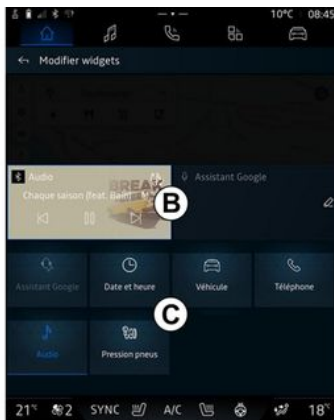 10°C 08:45
Modifier widgets
Audio
Chaque saison (feat.
BREAK
B
Assistant Google
Assistant Google
Date et heure
Véhicule
Téléphone
C
Audio
Pression pneus
21°C 2 SYNC A/C 18°C